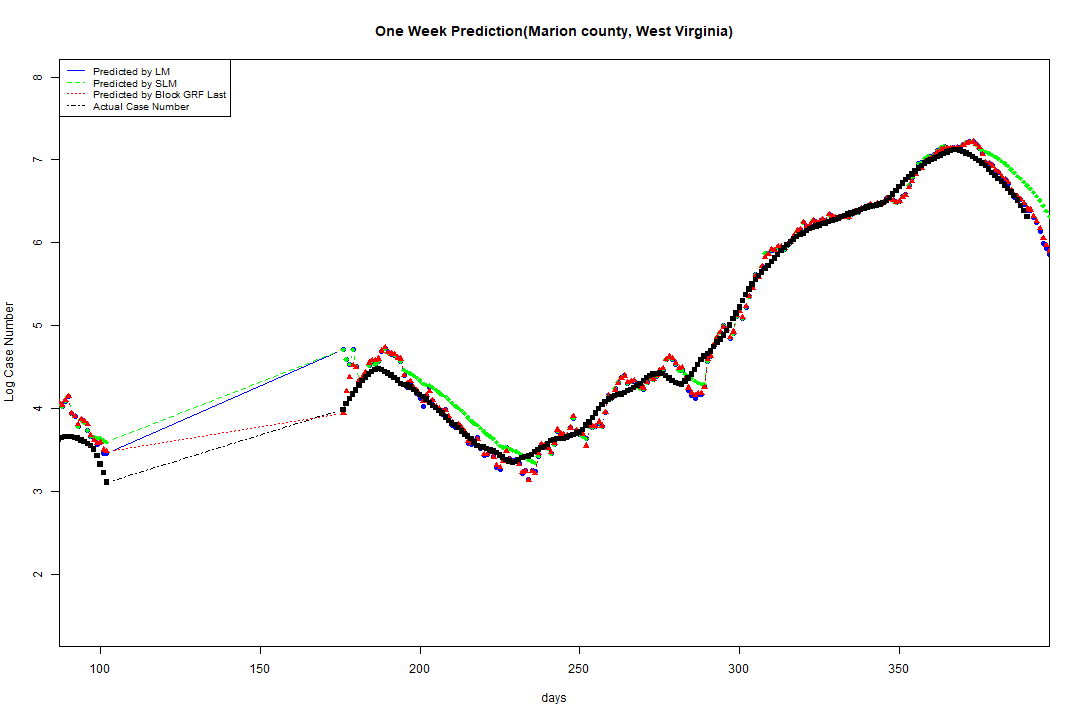 One Week Prediction(Marion county, West Virginia)
Predicted by LM
Predicted by SLM
Predicted by Block GRF Last
Actual Case Number
8
7
6
5
4
3
2
Log Case Number
100 150 200 250 300 350
days